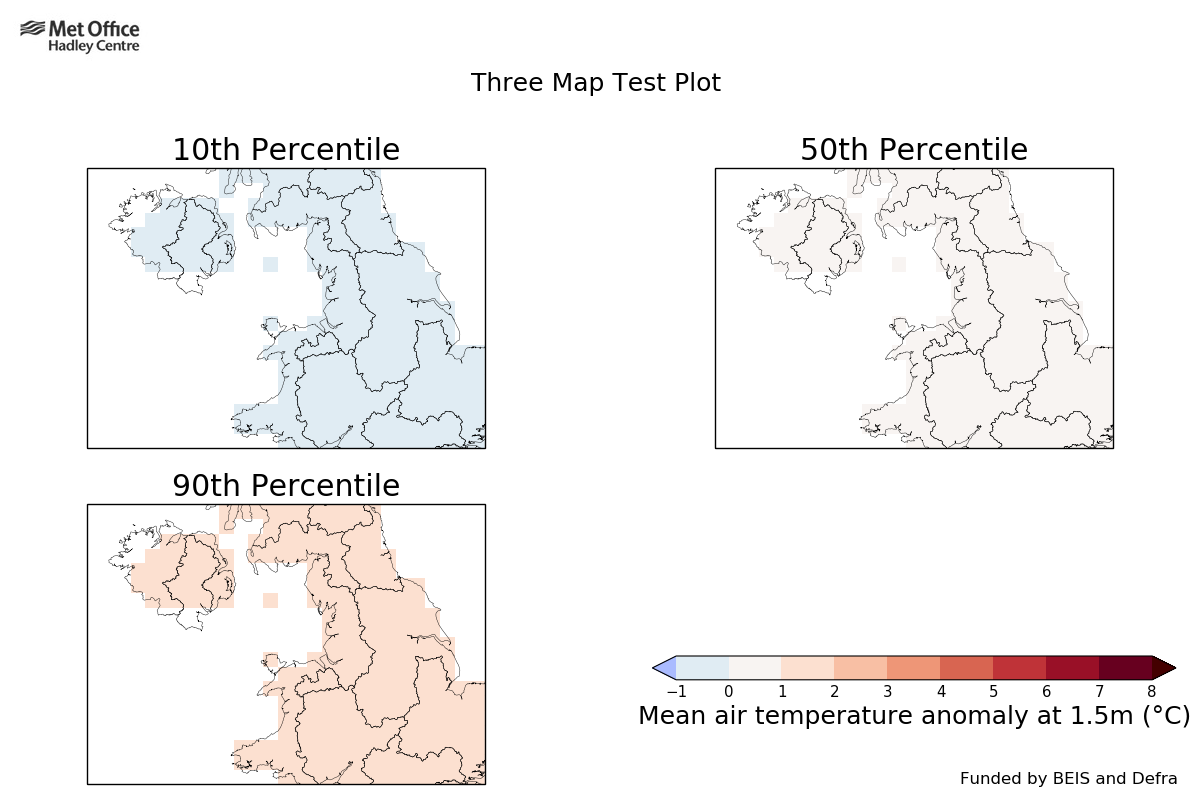 Met Office
Hadley Centre
Three Map Test Plot
10th Percentile
50th Percentile
90th Percentile
−1 0 1 2 3 4 5 6 7 8
Mean air temperature anomaly at 1.5m (°C)
Funded by BEIS and Defra